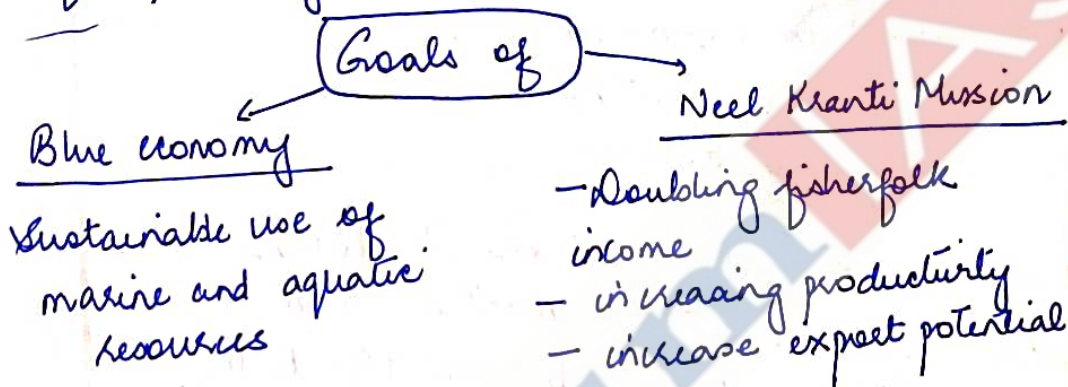 Goals of
Blue economy
Sustainable use of
marine and aquatic
resources
Neel Kranti Mission
- Doubling fisherfolk
income
- increasing productivity
- increase export potential